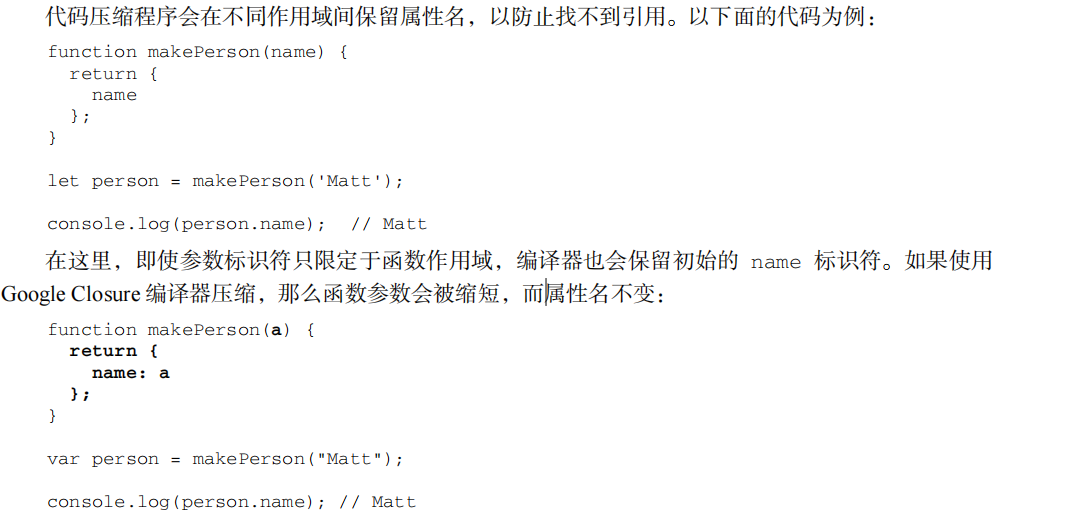 代码压缩程序会在不同作用域间保留属性名，以防止找不到引用。以下面的代码为例：
function makePerson(name) {
  return {
    name
  };
}
let person = makePerson('Matt');
console.log(person.name);  // Matt
在这里，即使参数标识符只限定于函数作用域，编译器也会保留初始的 name 标识符。如果使用
Google Closure 编译器压缩，那么函数参数会被缩短，而属性名不变：
function makePerson(a) {
  return {
    name: a
  };
}
var person = makePerson("Matt");
console.log(person.name); // Matt